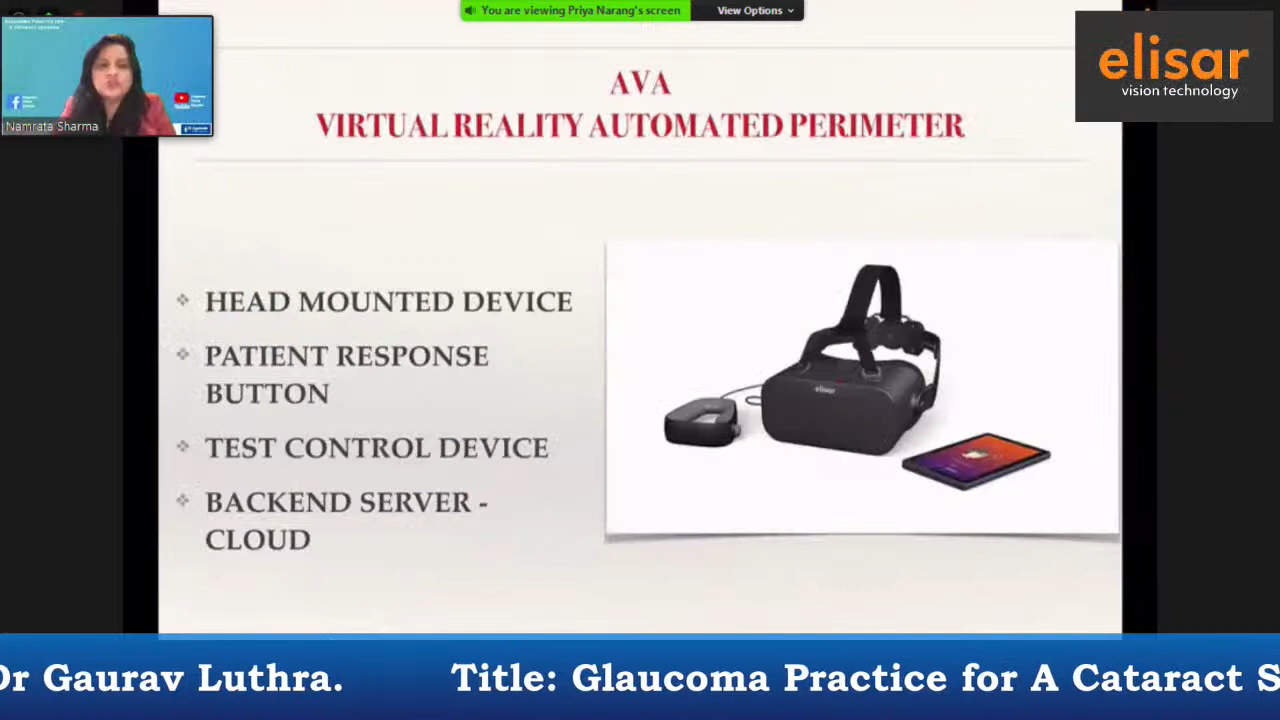 You are viewing Priya Narang's screen
View Options
Namrata Sharma
elisar
vision technology
AVA
VIRTUAL REALITY AUTOMATED PERIMETER
HEAD MOUNTED DEVICE
PATIENT RESPONSE
BUTTON
TEST CONTROL DEVICE
BACKEND SERVER -
CLOUD
elisar
Dr Gaurav Luthra. Title: Glaucoma Practice for A Cataract S